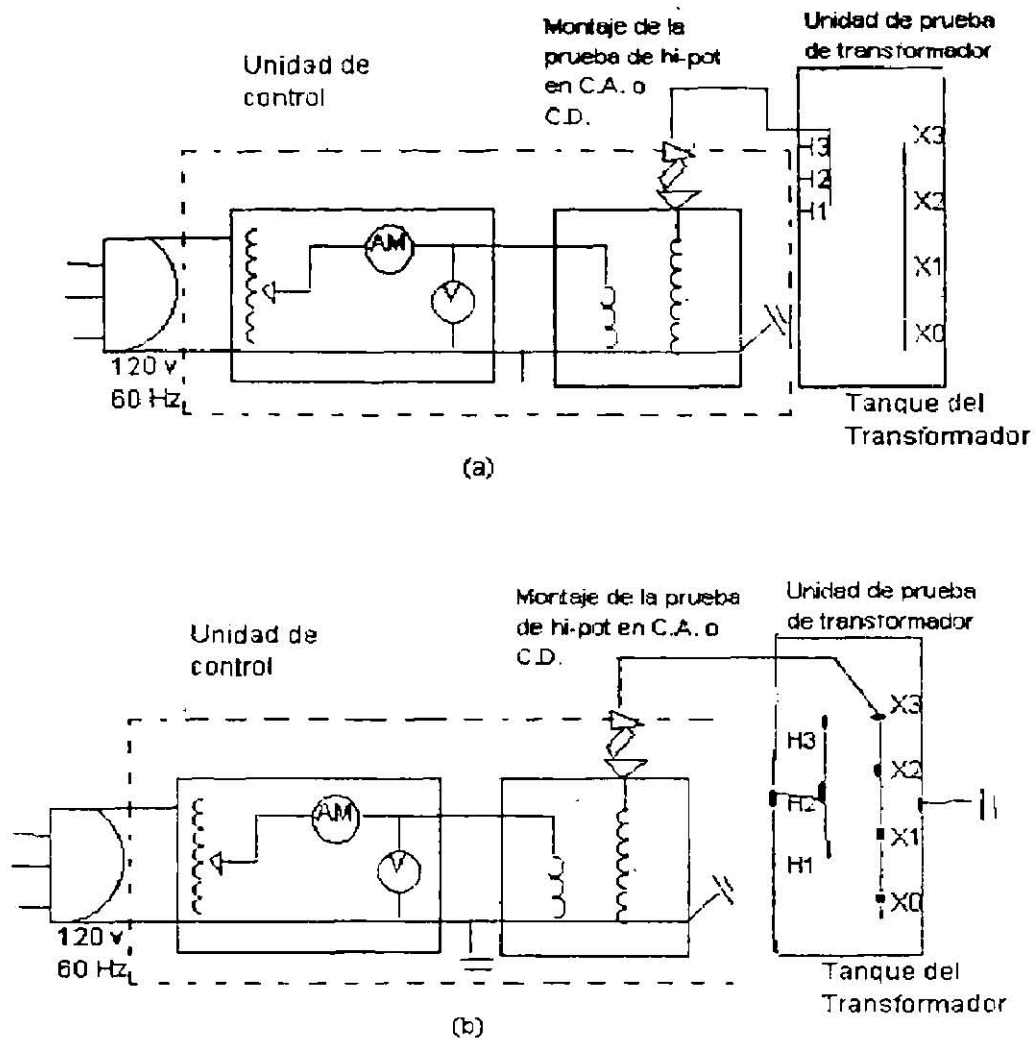 Unidad de
control
Montaje de la
prueba de hi-pot
en C.A. o
C.D.
Unidad de prueba
de transformador
H3
H2
H1
X3
X2
X1
X0
AM
V
120 v
60 Hz
Tanque del
Transformador
(a)
Unidad de
control
Montaje de la prueba
de hi-pot en C.A. o
C.D.
Unidad de prueba
de transformador
H3
H2
H1
X3
X2
X1
X0
AM
V
120 v
60 Hz
Tanque del
Transformador
(b)